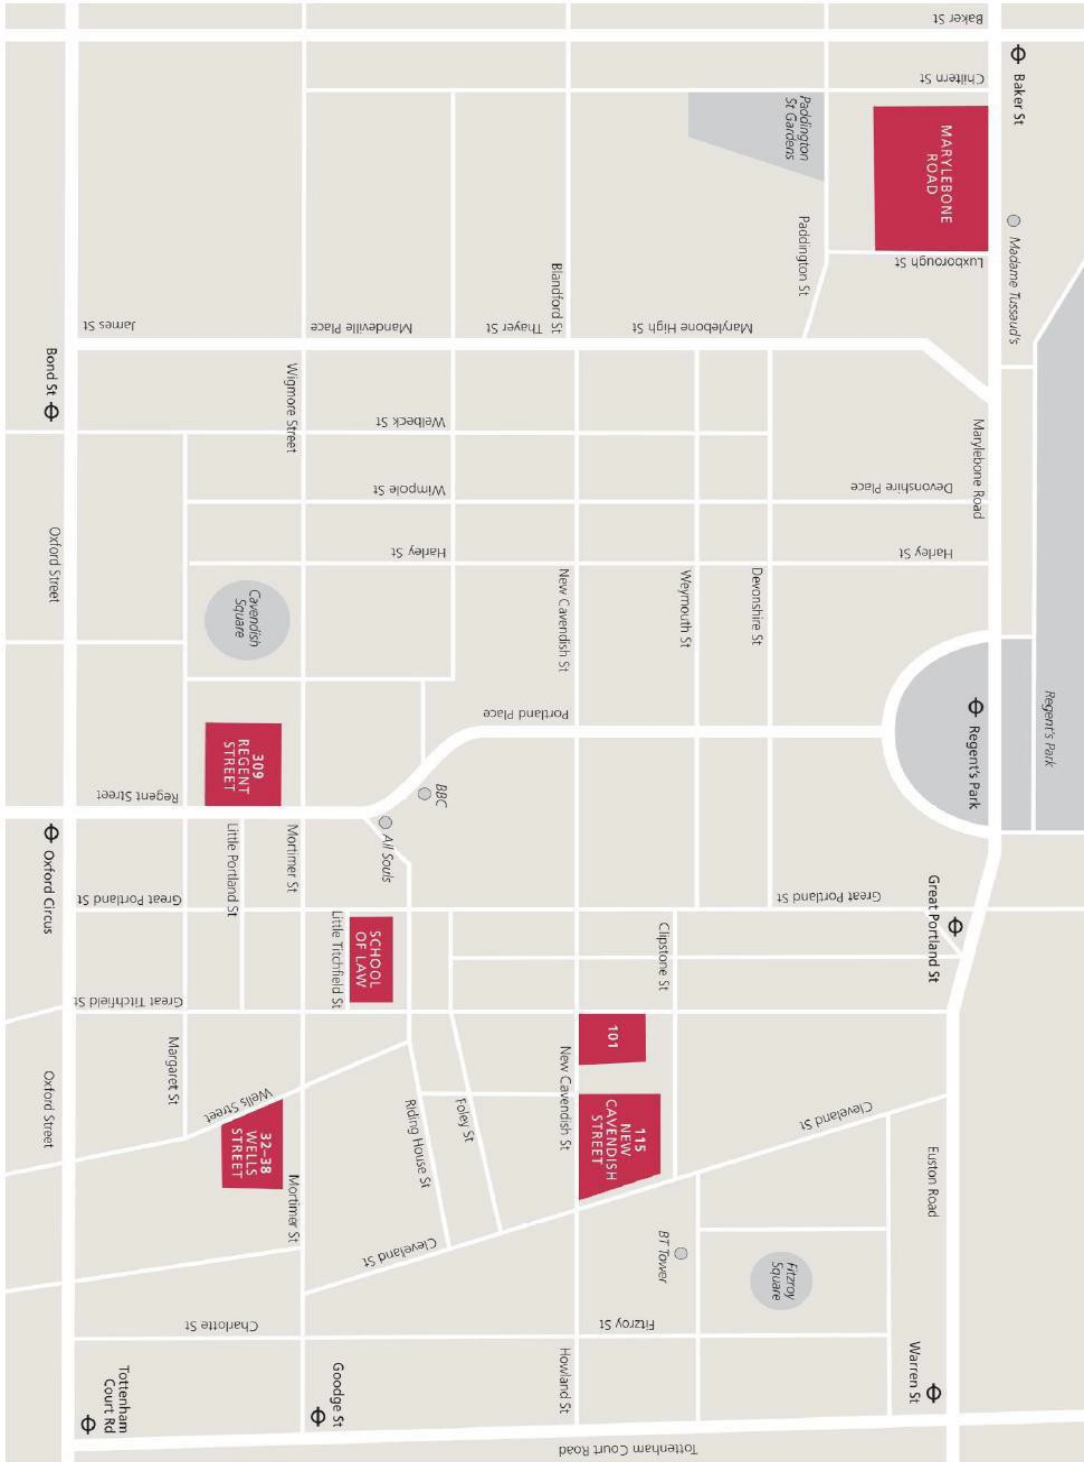 Regent's Park
Baker St
Madame Tussaud's
Marylebone Road
Regent's Park
Great Portland St
Euston Road
Warren St
Baker St
Chiltern St
MARYLEBONE
ROAD
Luxborough St
Devonshire Place
Harley St
Great Portland St
Cleveland St
Paddington
St Gardens
Paddington St
Fitzroy
Square
Devonshire St
Marylebone High St
Weymouth St
Clipstone St
BT Tower
Tottenham Court Road
101
115
NEW
CAVENDISH
STREET
Fitzroy St
Blandford St
New Cavendish St
Portland Place
New Cavendish St
Howland St
Thayer St
Foley St
BBC
Mandeville Place
Welbeck St
Wimpole St
Harley St
All Souls
Riding House St
Cleveland St
SCHOOL
OF LAW
Little Titchfield St
Goodge St
Wigmore Street
Mortimer St
Mortimer St
Cavendish
Square
309
REGENT
STREET
Little Portland St
Wells Street
32–38
WELLS
STREET
Charlotte St
Margaret St
James St
Regent Street
Great Portland St
Great Titchfield St
Tottenham
Court Rd
Bond St
Oxford Street
Oxford Circus
Oxford Street